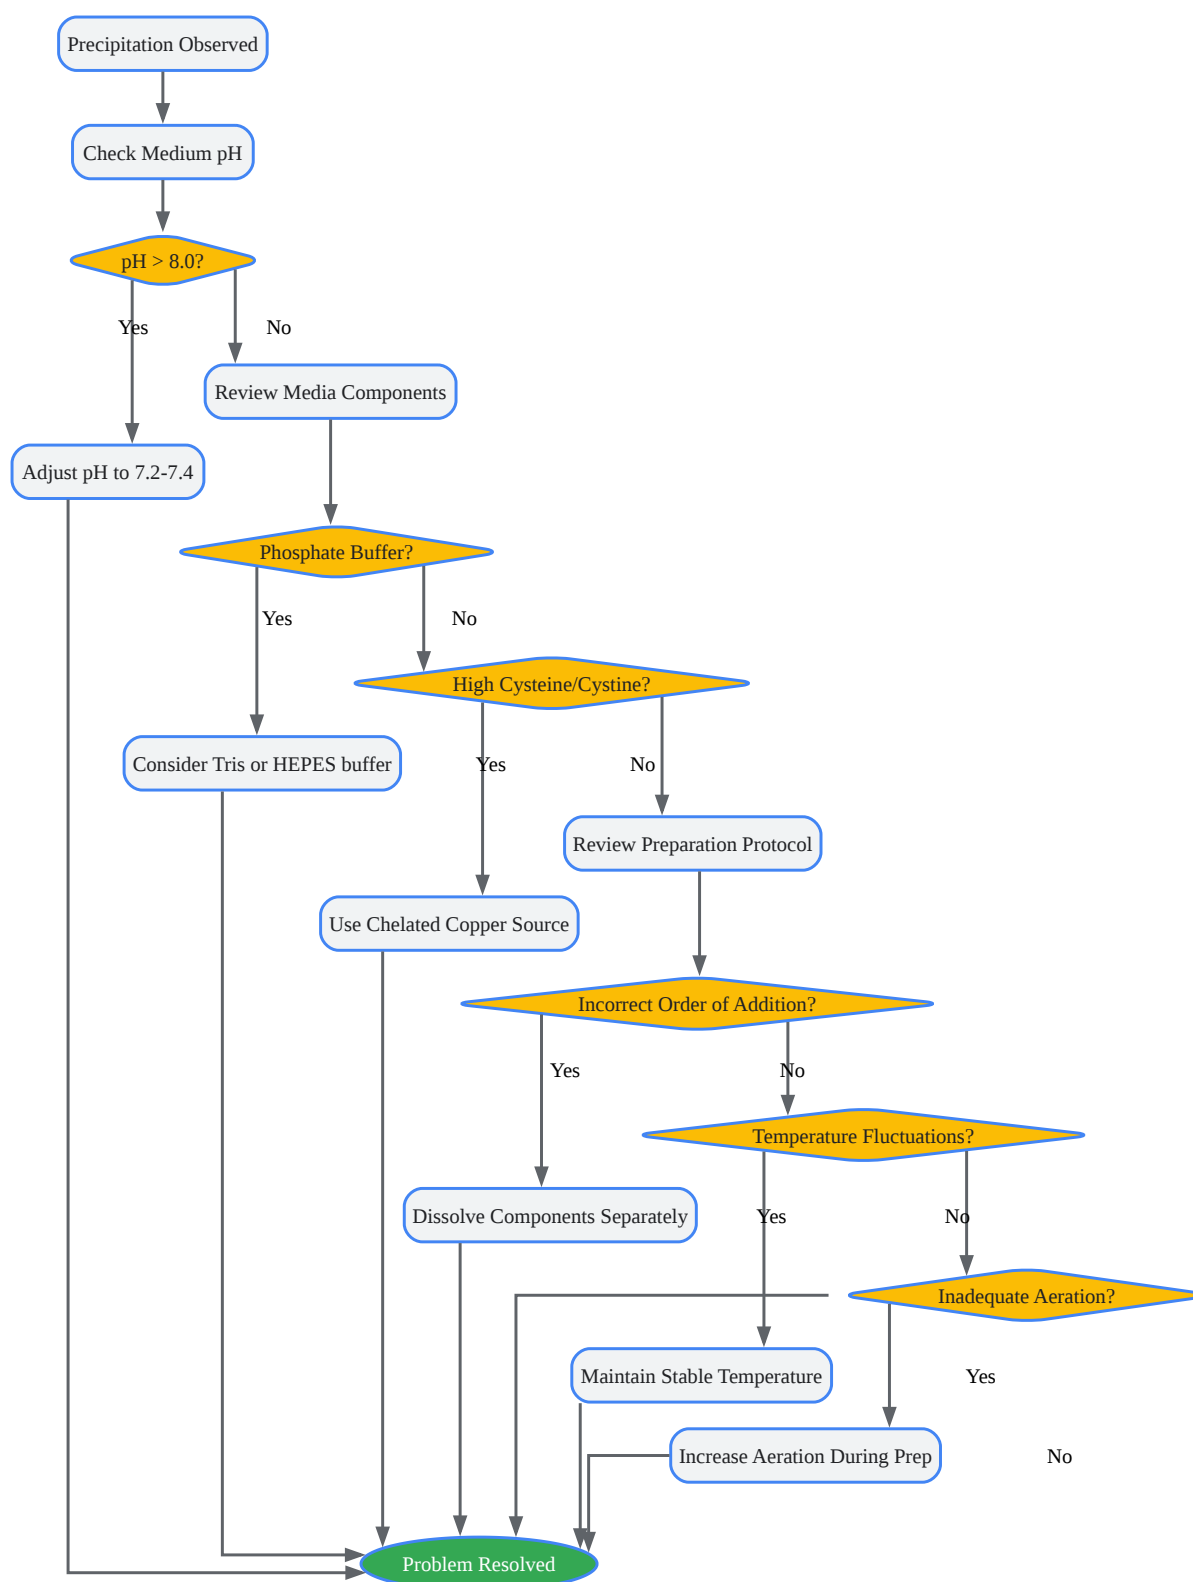 Precipitation Observed
Check Medium pH
pH > 8.0?
Yes
No
Review Media Components
Adjust pH to 7.2-7.4
Phosphate Buffer?
Yes
No
High Cysteine/Cystine?
Consider Tris or HEPES buffer
Yes
No
Review Preparation Protocol
Use Chelated Copper Source
Incorrect Order of Addition?
Yes
No
Temperature Fluctuations?
Dissolve Components Separately
Yes
No
Inadequate Aeration?
Maintain Stable Temperature
Yes
Increase Aeration During Prep
No
Problem Resolved